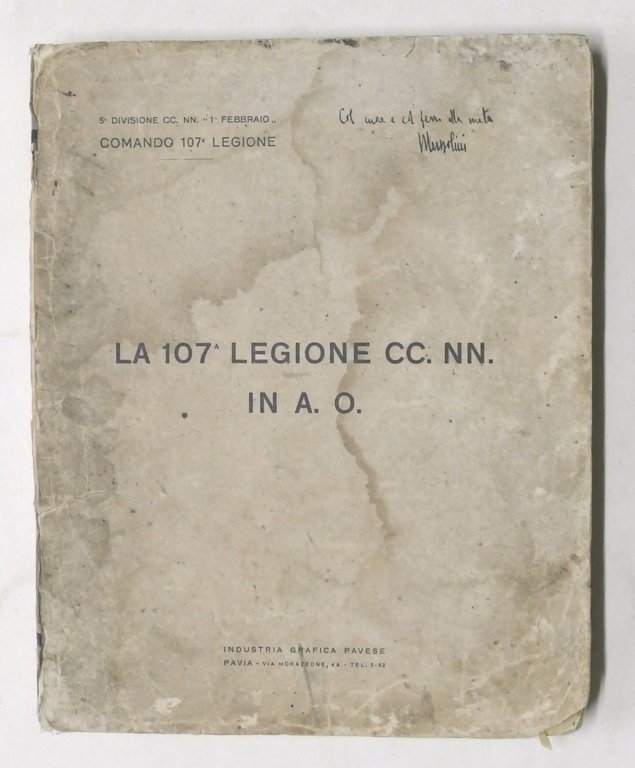 5ª DIVISIONE CC. NN. "1° FEBBRAIO„
COMANDO 107ª LEGIONE
Col cuore e col ferro alla meta
Mussolini
LA 107ᴬ LEGIONE CC. NN.
IN A. O.
INDUSTRIA GRAFICA PAVESE
PAVIA - VIA MORAZZONE, 4A - TEL. 5-92